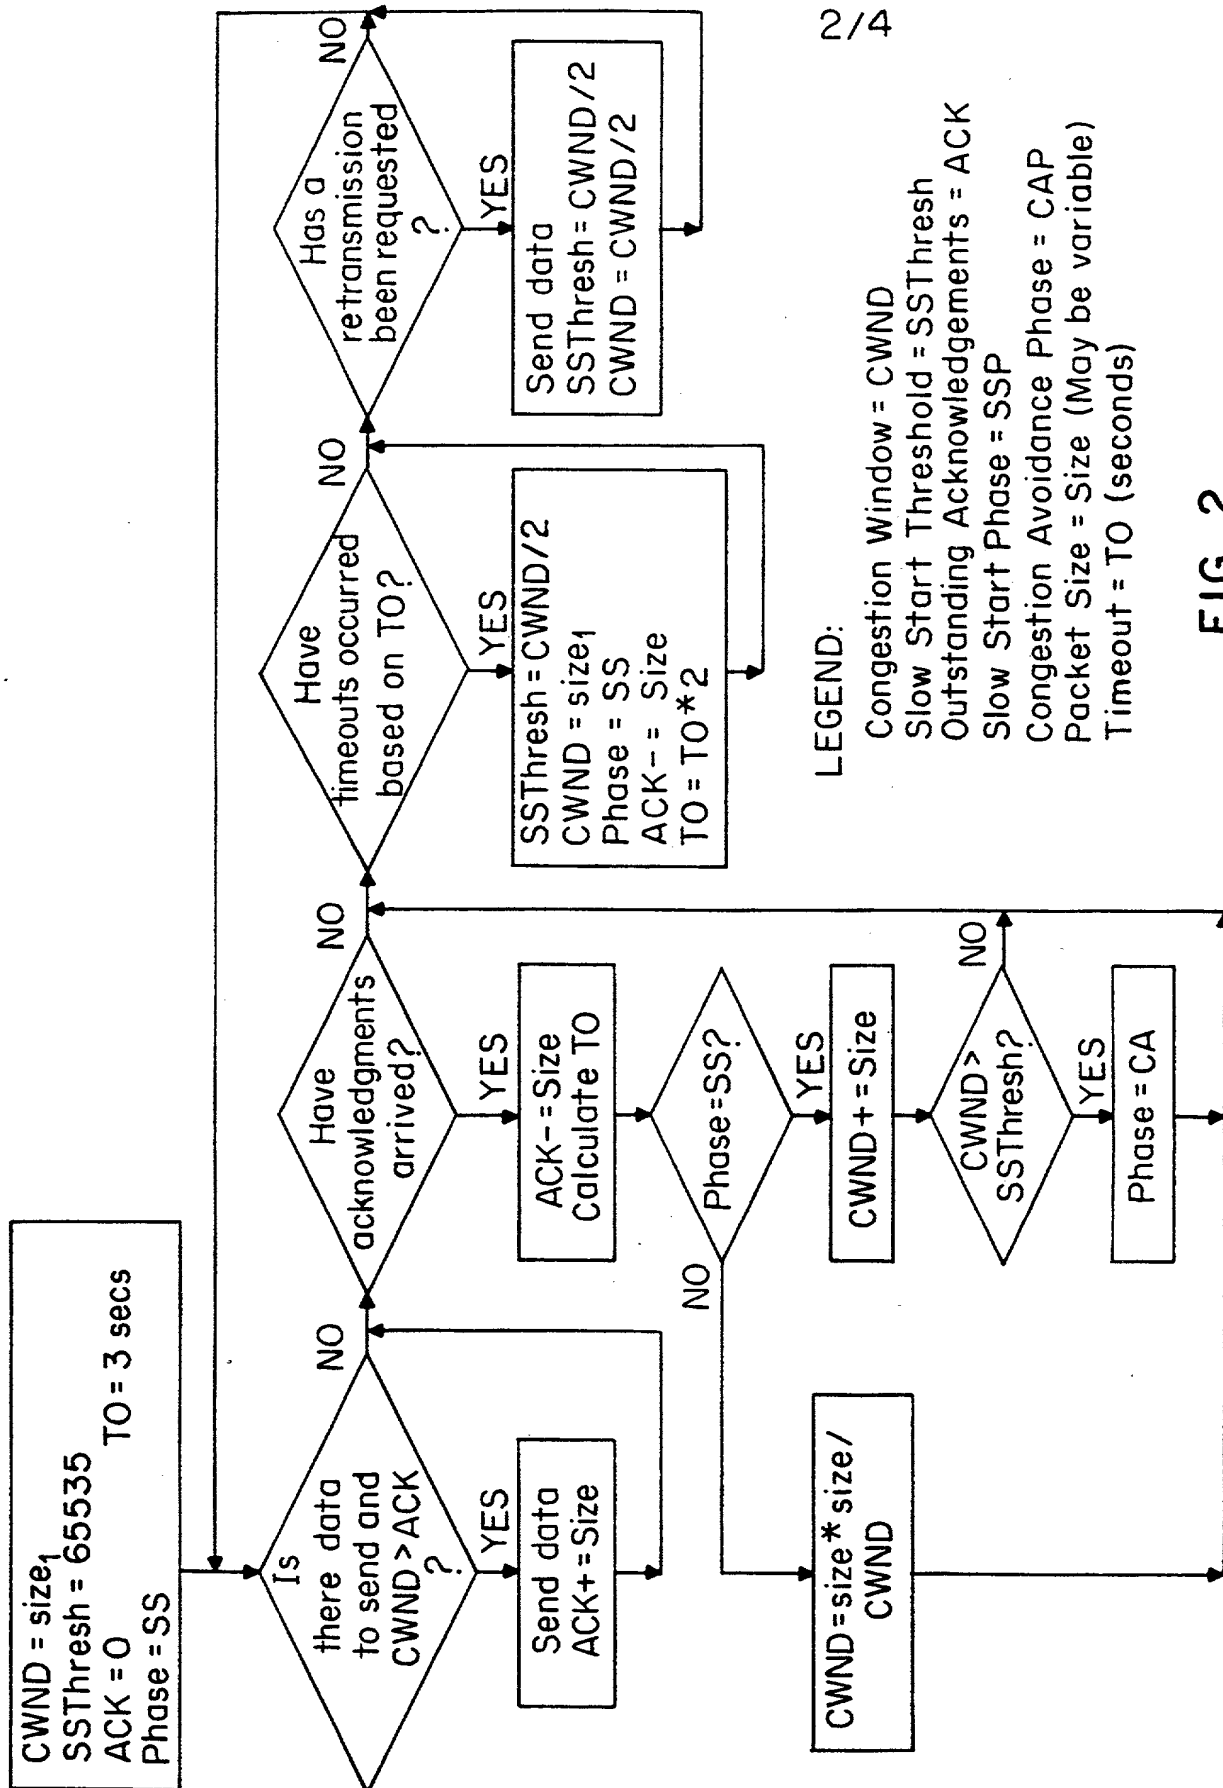 2/4
CWND = size1
SSThresh = 65535
ACK = 0 TO = 3 secs
Phase = SS
Is
there data
to send and
CWND > ACK
?
NO
YES
Send data
ACK+=Size
Have
acknowledgments
arrived?
NO
YES
ACK-=Size
Calculate TO
Phase=SS?
NO
YES
CWND=size*size/
CWND
CWND+=Size
CWND>
SSThresh?
NO
YES
Phase=CA
Have
timeouts occurred
based on TO?
NO
YES
SSThresh = CWND/2
CWND = size1
Phase = SS
ACK-= Size
TO = TO*2
Has a
retransmission
been requested
?
NO
YES
Send data
SSThresh = CWND/2
CWND = CWND/2
LEGEND:
Congestion Window = CWND
Slow Start Threshold = SSThresh
Outstanding Acknowledgements = ACK
Slow Start Phase = SSP
Congestion Avoidance Phase = CAP
Packet Size = Size (May be variable)
Timeout = TO (seconds)
FIG. 2